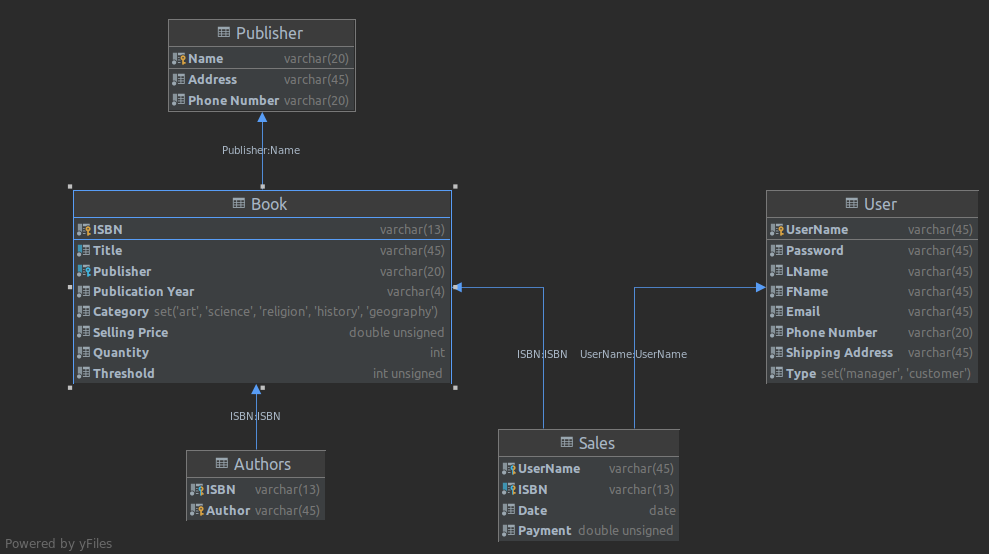 Publisher
Name varchar(20)
Address varchar(45)
Phone Number varchar(20)
Publisher:Name
Book
ISBN varchar(13)
Title varchar(45)
Publisher varchar(20)
Publication Year varchar(4)
Category set('art', 'science', 'religion', 'history', 'geography')
Selling Price double unsigned
Quantity int
Threshold int unsigned
User
UserName varchar(45)
Password varchar(45)
LName varchar(45)
FName varchar(45)
Email varchar(45)
Phone Number varchar(20)
Shipping Address varchar(45)
Type set('manager', 'customer')
ISBN:ISBN
UserName:UserName
ISBN:ISBN
Authors
ISBN varchar(13)
Author varchar(45)
Sales
UserName varchar(45)
ISBN varchar(13)
Date date
Payment double unsigned
Powered by yFiles